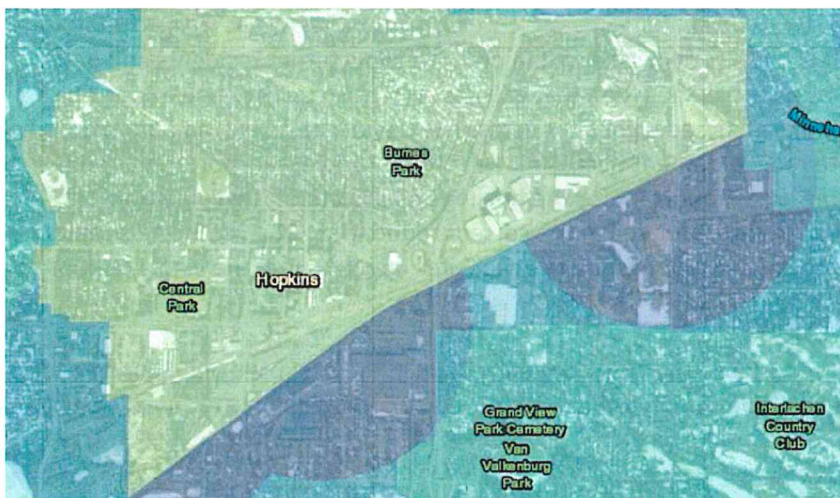 Burnes
Park
Hopkins
Central
Park
Grand View
Park Cemetery
Van
Valkenburg
Park
Interlachen
Country
Club